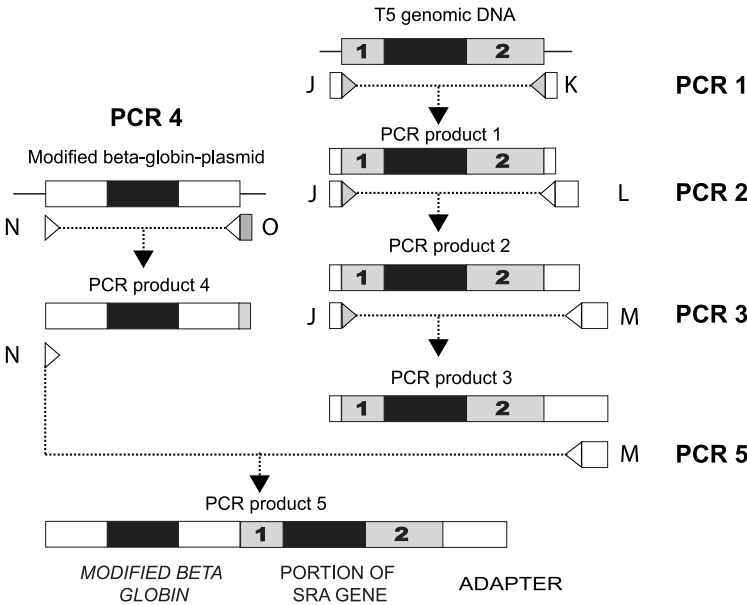 T5 genomic DNA
1 2
J K PCR 1
PCR 4
PCR product 1
Modified beta-globin-plasmid
1 2
J L PCR 2
N O
PCR product 2
PCR product 4
1 2
J M PCR 3
N
PCR product 3
1 2
M PCR 5
PCR product 5
1 2
MODIFIED BETA
GLOBIN
PORTION OF
SRA GENE
ADAPTER